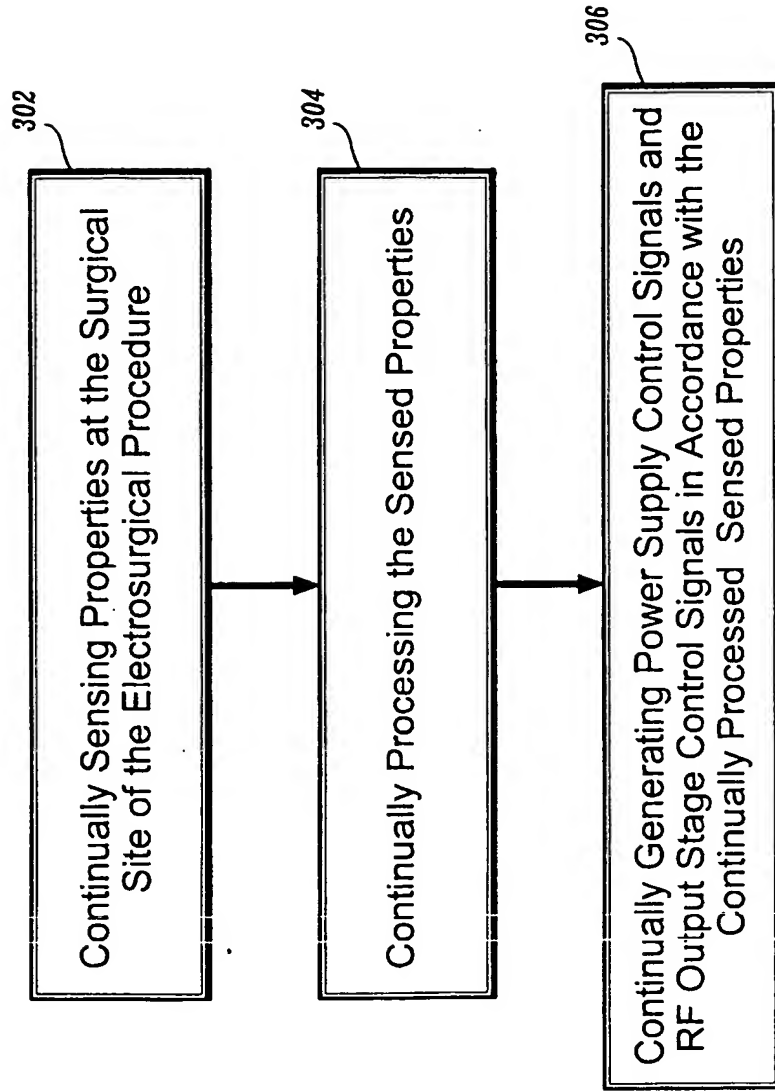 302
Continually Sensing Properties at the Surgical
Site of the Electrosurgical Procedure
304
Continually Processing the Sensed Properties
306
Continually Generating Power Supply Control Signals and
RF Output Stage Control Signals in Accordance with the
Continually Processed Sensed Properties